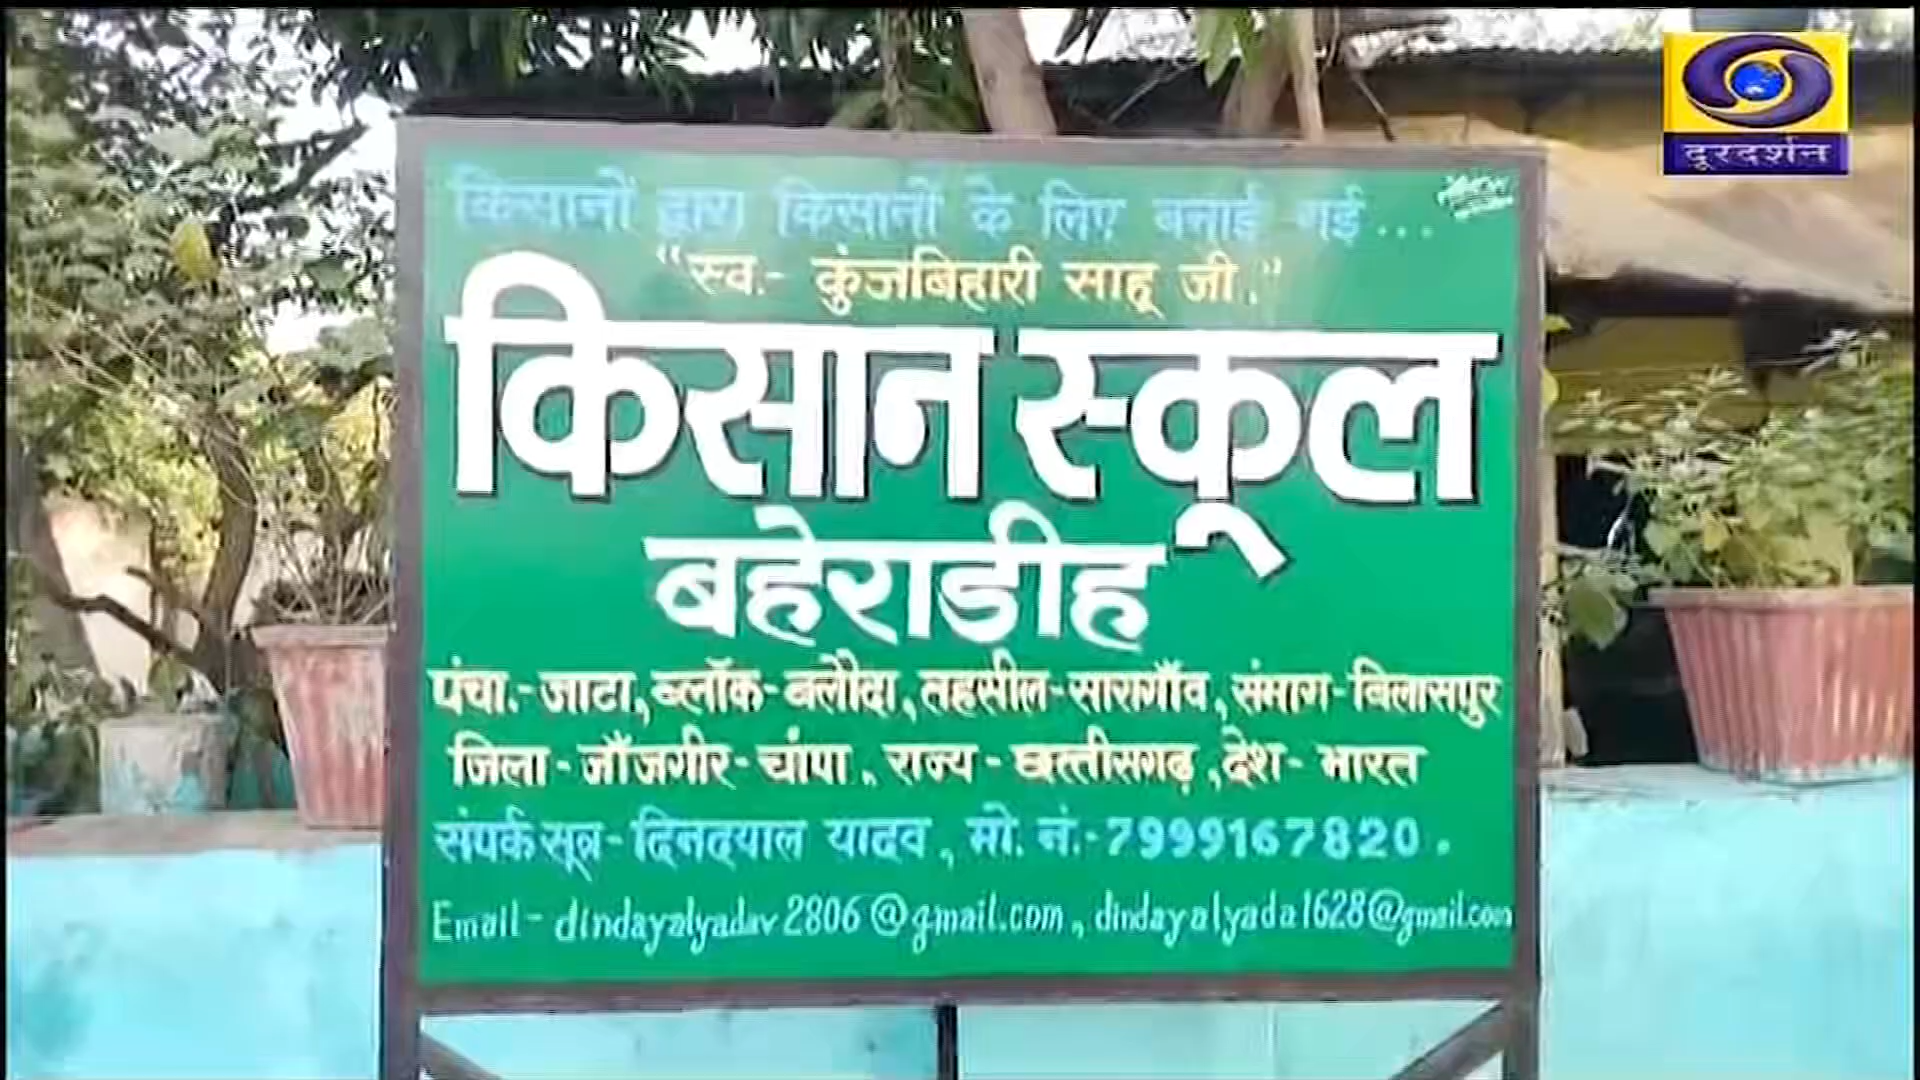 दूरदर्शन
किसानों द्वारा किसानों के लिए बनाई गई...
"स्व.- कुंजबिहारी साहू जी."
किसान स्कूल
बहेराडीह
पंचा.-जाटा, ब्लॉक-बलौदा, तहसील-सारागाँव, संभाग-बिलासपुर
जिला-जाँजगीर-चांपा, राज्य-छत्तीसगढ़, देश-भारत
संपर्क सूत्र-दिनदयाल यादव, मो. नं.-7999167820.
Email-dindayalyadav2806@gmail.com, dindayalyada1628@gmail.com